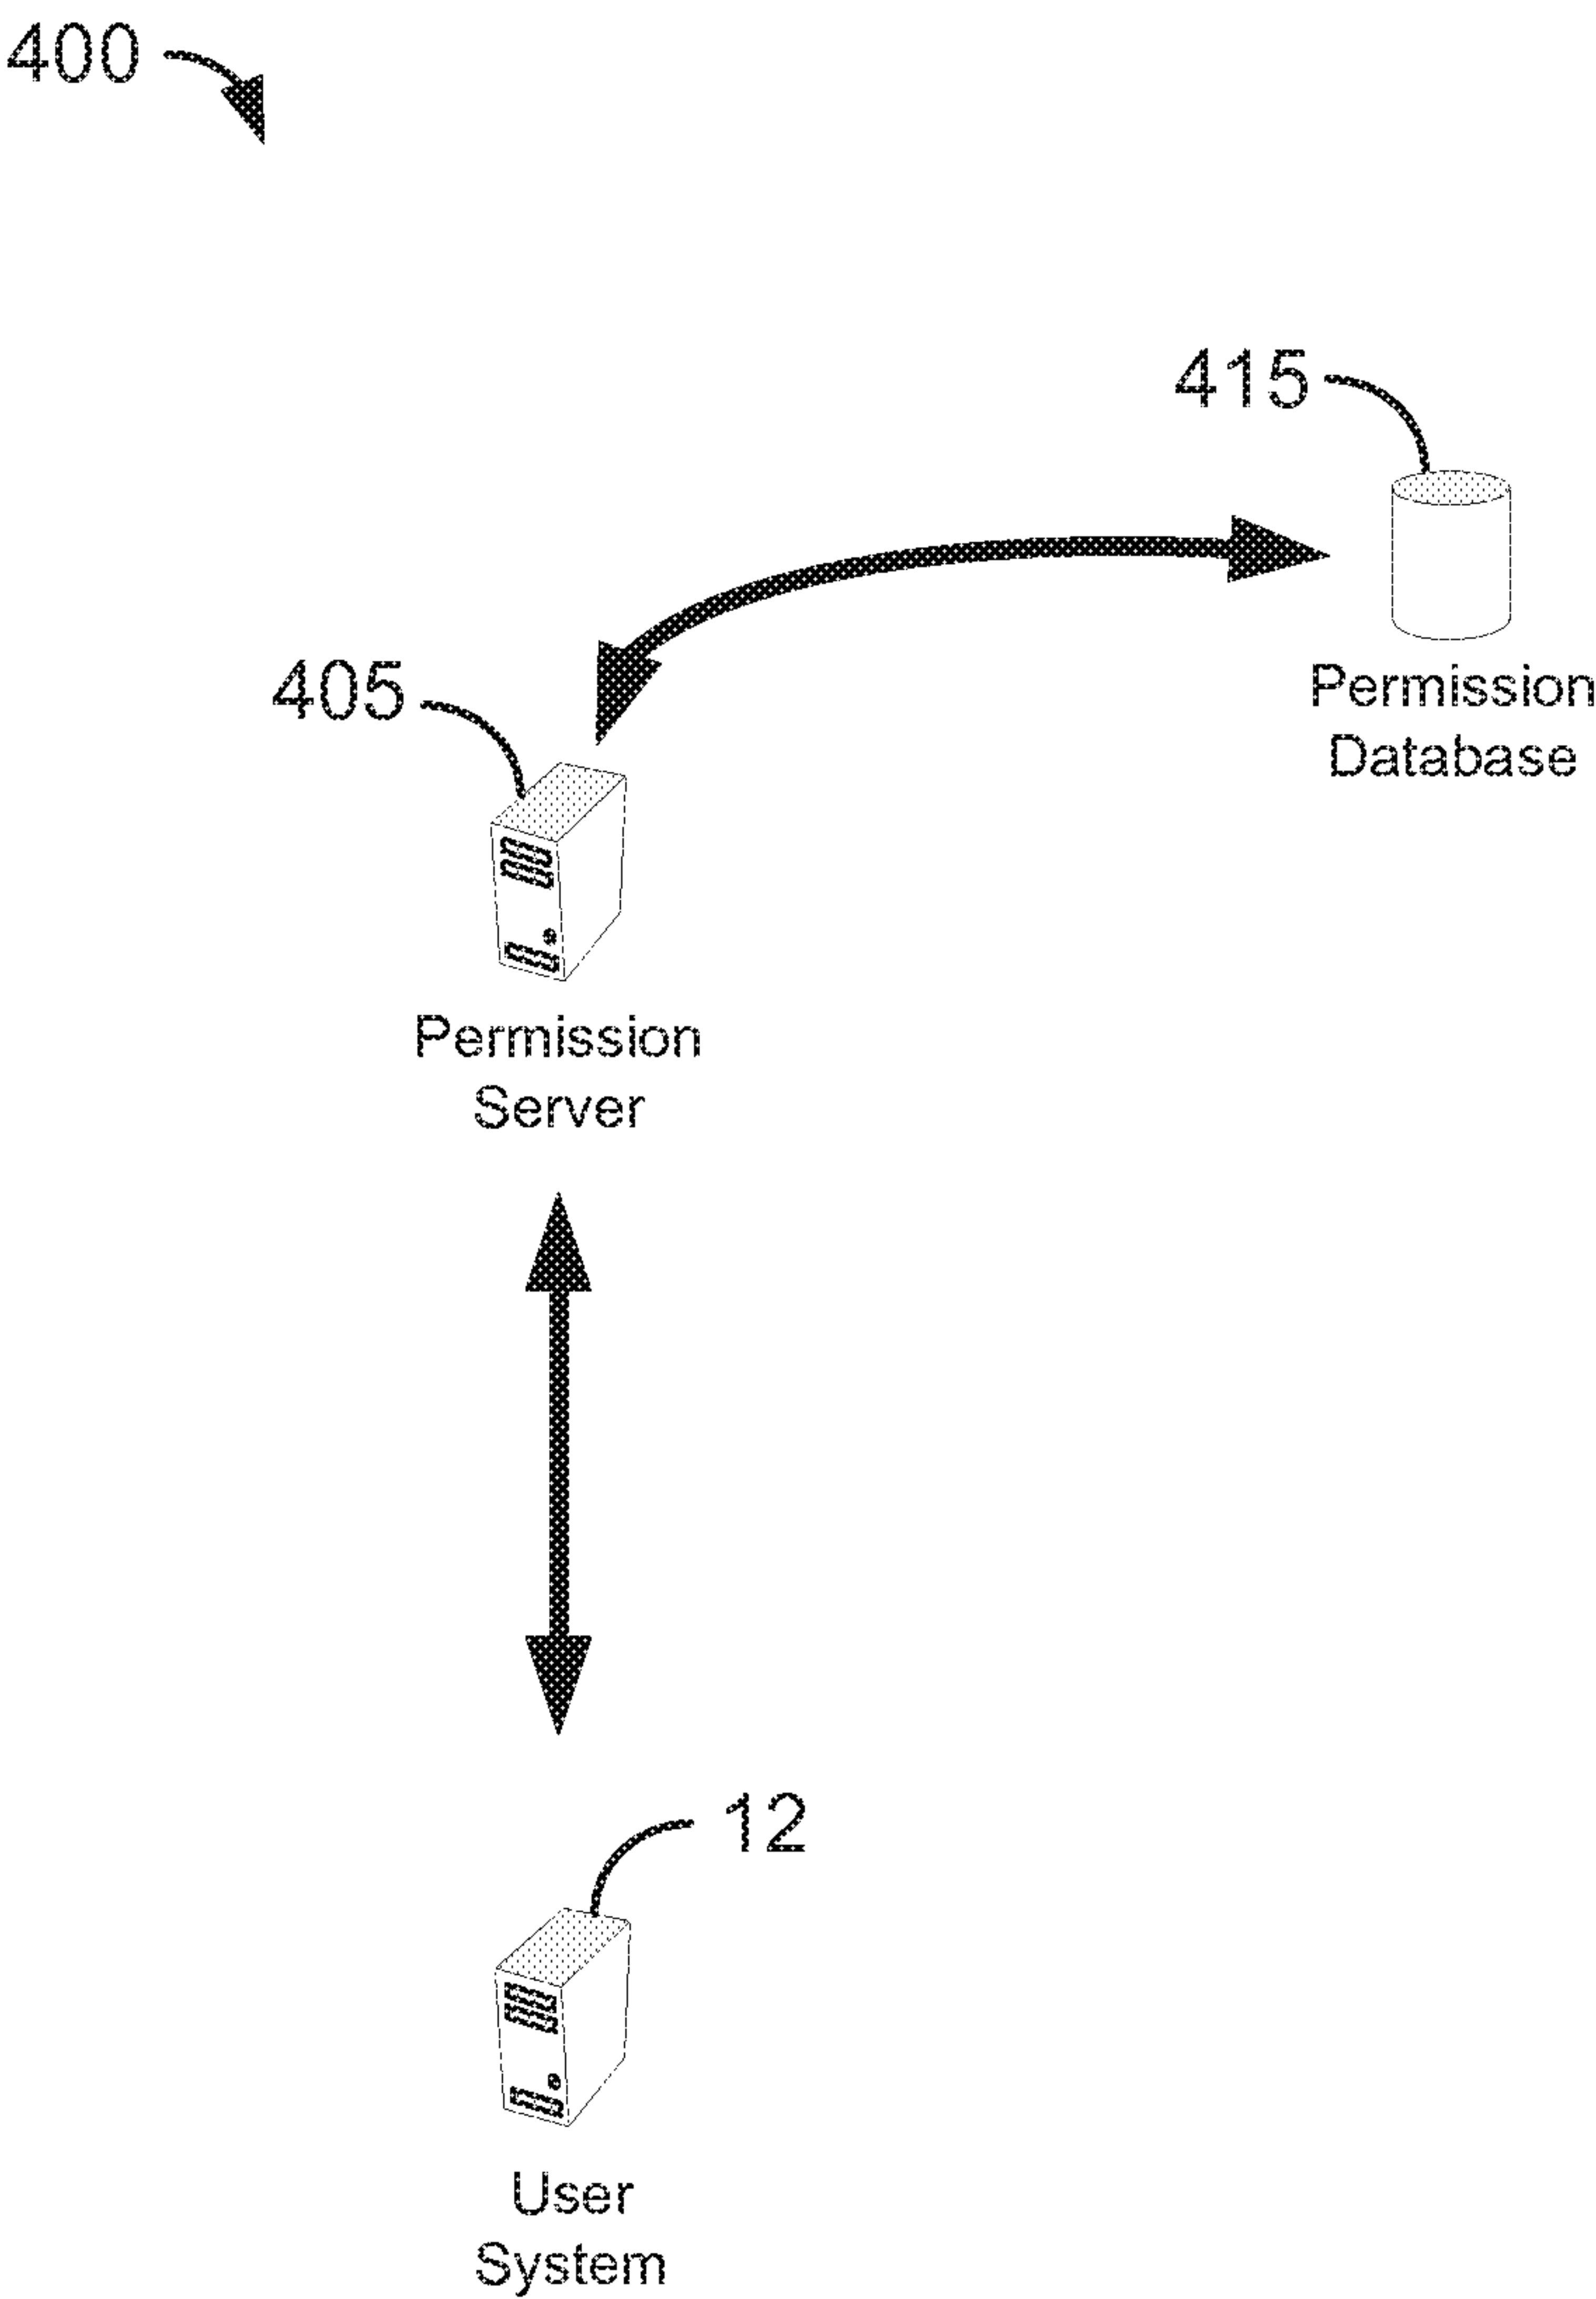 400
415
Permission
Database
405
Permission
Server
12
User
System